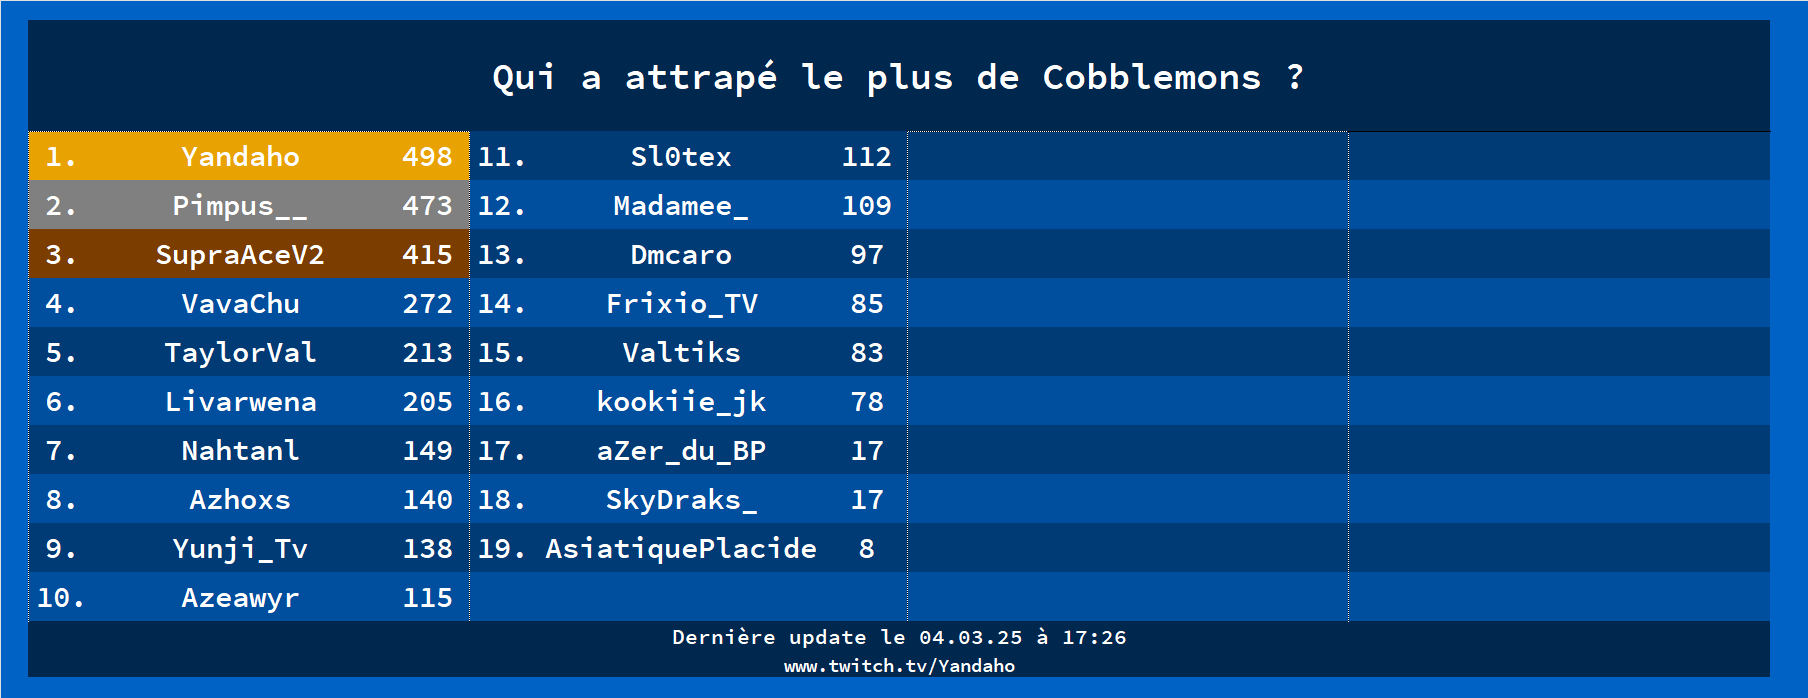 Qui a attrapé le plus de Cobblemons ?
1. Yandaho 498
2. Pimpus__ 473
3. SupraAceV2 415
4. VavaChu 272
5. TaylorVal 213
6. Livarwena 205
7. Nahtanl 149
8. Azhoxs 140
9. Yunji_Tv 138
10. Azeawyr 115
11. Sl0tex 112
12. Madamee_ 109
13. Dmcaro 97
14. Frixio_TV 85
15. Valtiks 83
16. kookiie_jk 78
17. aZer_du_BP 17
18. SkyDraks_ 17
19. AsiatiquePlacide 8
Dernière update le 04.03.25 à 17:26
www.twitch.tv/Yandaho